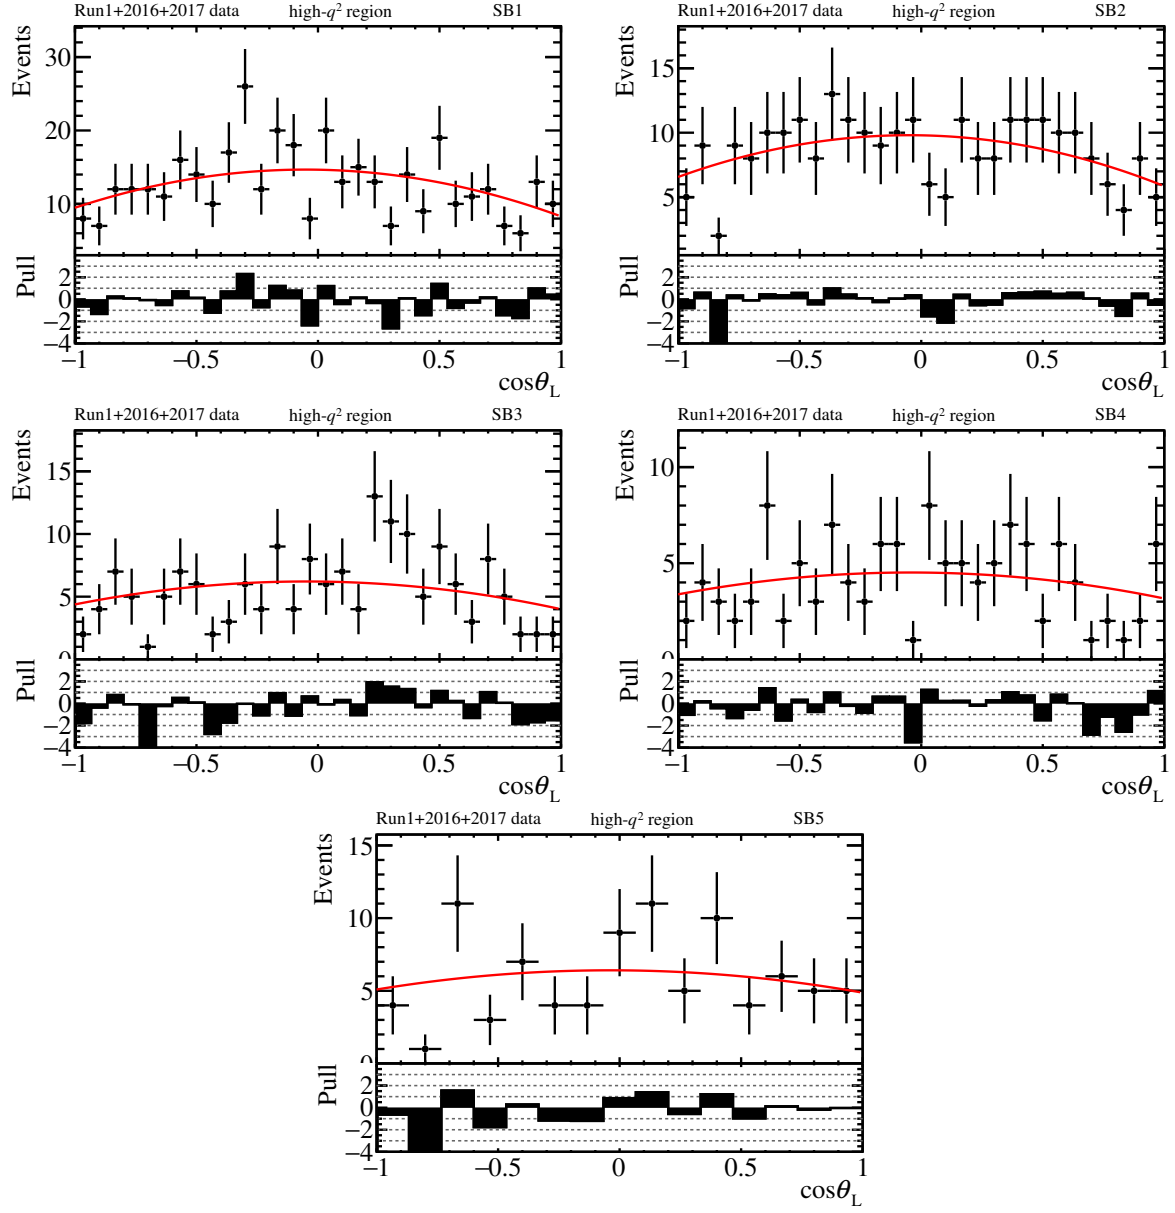 Run1+2016+2017 data high-q² region SB1
Events
30
20
10
Pull
2
0
−2
−4
−1 −0.5 0 0.5 1
cosθ_L
Run1+2016+2017 data high-q² region SB2
Events
15
10
5
Pull
2
0
−2
−4
−1 −0.5 0 0.5 1
cosθ_L
Run1+2016+2017 data high-q² region SB3
Events
15
10
5
0
Pull
2
0
−2
−4
−1 −0.5 0 0.5 1
cosθ_L
Run1+2016+2017 data high-q² region SB4
Events
10
5
0
Pull
2
0
−2
−4
−1 −0.5 0 0.5 1
cosθ_L
Run1+2016+2017 data high-q² region SB5
Events
15
10
5
0
Pull
2
0
−2
−4
−1 −0.5 0 0.5 1
cosθ_L